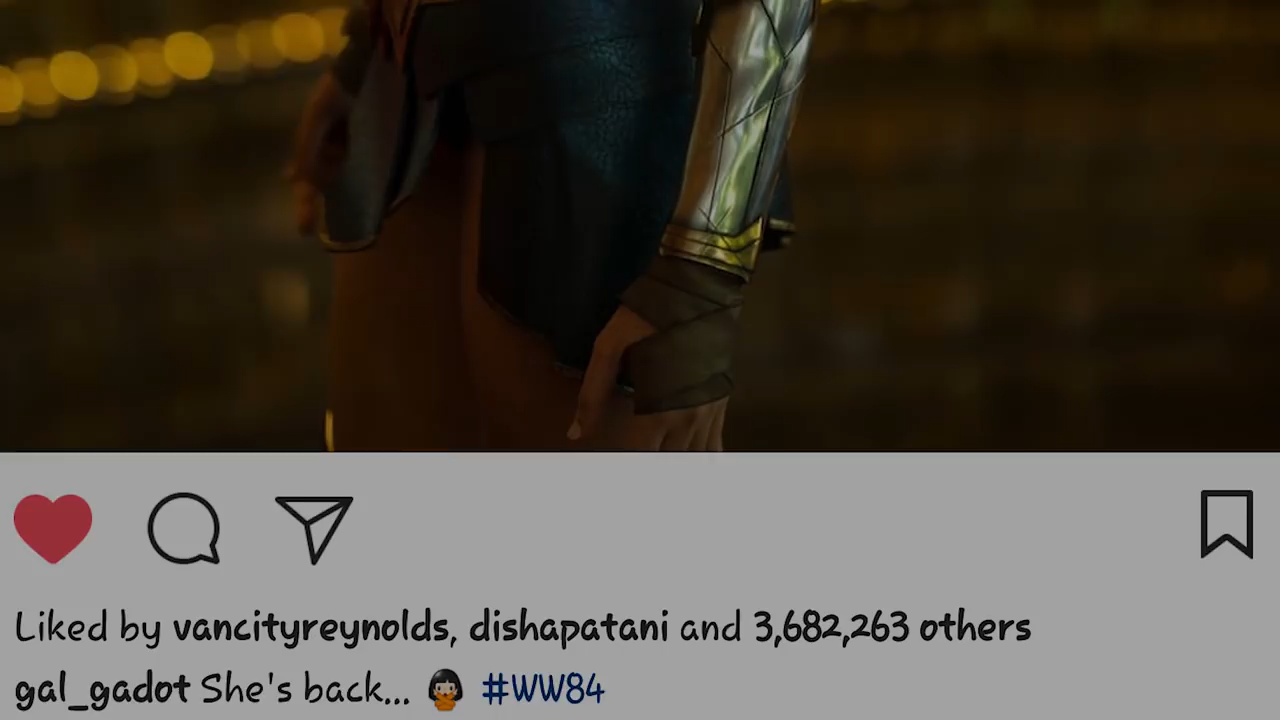 Liked by vancityreynolds, dishapatani and 3,682,263 others
gal_gadot She's back... 🙅🏻‍♀️ #WW84